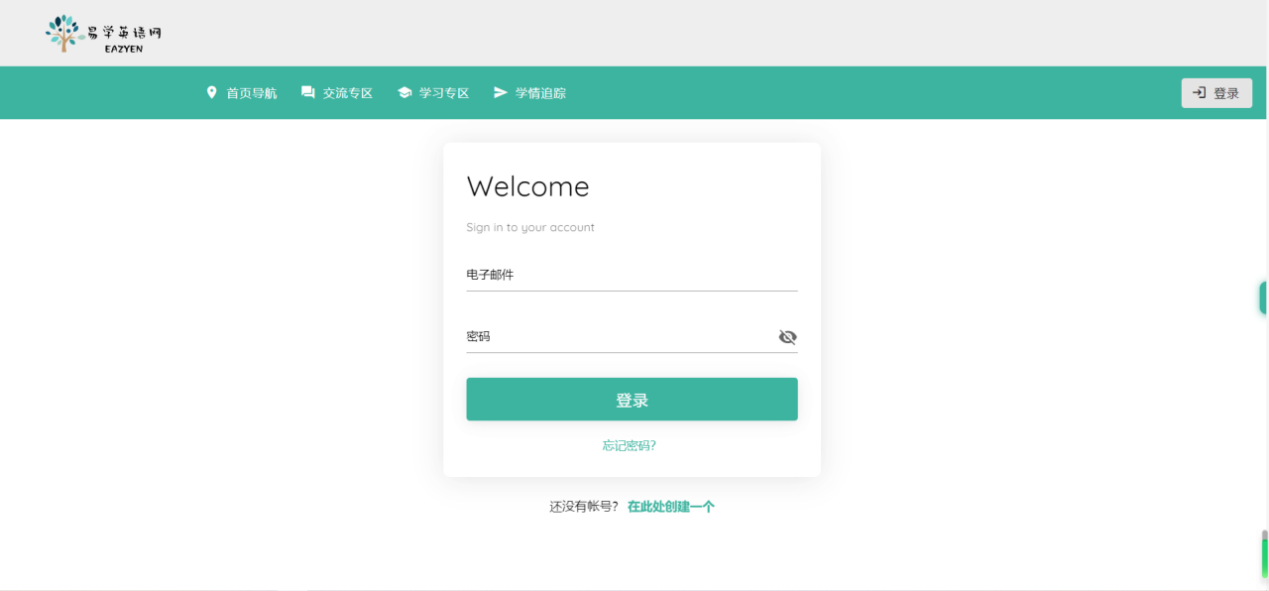 易学英语网
EAZYEN
首页导航 交流专区 学习专区 学情追踪 登录
Welcome
Sign in to your account
电子邮件
密码
登录
忘记密码?
还没有帐号? 在此处创建一个